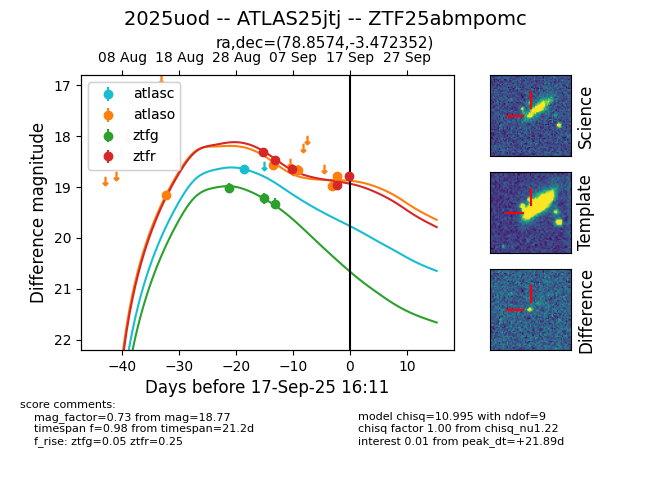 2025uod -- ATLAS25jtj -- ZTF25abmpomc
ra,dec=(78.8574,-3.472352)
08 Aug 18 Aug 28 Aug 07 Sep 17 Sep 27 Sep
atlasc
atlaso
ztfg
ztfr
17
18
19
20
21
22
Difference magnitude
−40 −30 −20 −10 0 10
Days before 17-Sep-25 16:11
Science
Template
Difference
score comments:
mag_factor=0.73 from mag=18.77
timespan f=0.98 from timespan=21.2d
f_rise: ztfg=0.05 ztfr=0.25
model chisq=10.995 with ndof=9
chisq factor 1.00 from chisq_nu1.22
interest 0.01 from peak_dt=+21.89d